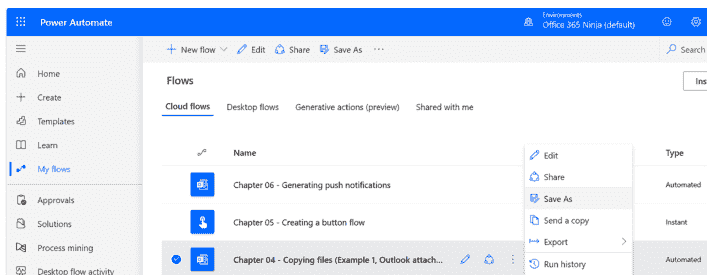 Power Automate
Environments
Office 365 Ninja (default)
New flow
Edit
Share
Save As
Search
Home
Create
Templates
Learn
My flows
Approvals
Solutions
Process mining
Desktop flow activity
Flows
Ins
Cloud flows
Desktop flows
Generative actions (preview)
Shared with me
Name
Type
Chapter 06 - Generating push notifications
Automated
Chapter 05 - Creating a button flow
Instant
Chapter 04 - Copying files (Example 1, Outlook attach...
Automated
Edit
Share
Save As
Send a copy
Export
Run history